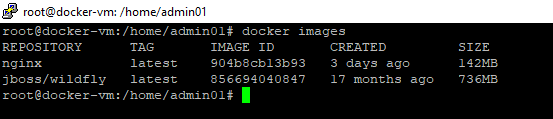 root@docker-vm: /home/admin01
root@docker-vm:/home/admin01# docker images
REPOSITORY TAG IMAGE ID CREATED SIZE
nginx latest 904b8cb13b93 3 days ago 142MB
jboss/wildfly latest 856694040847 17 months ago 736MB
root@docker-vm:/home/admin01#